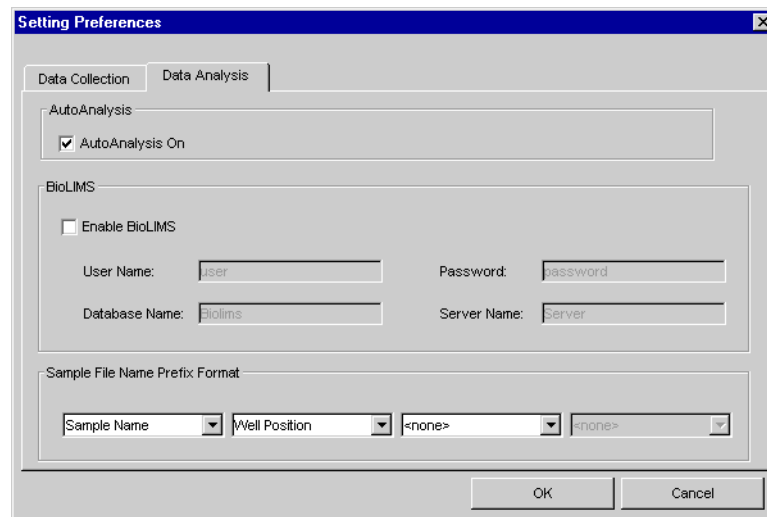 Setting Preferences
Data Collection
Data Analysis
AutoAnalysis
AutoAnalysis On
BioLIMS
Enable BioLIMS
User Name: user Password: password
Database Name: Biolims Server Name: Server
Sample File Name Prefix Format
Sample Name Well Position <none> <none>
OK Cancel